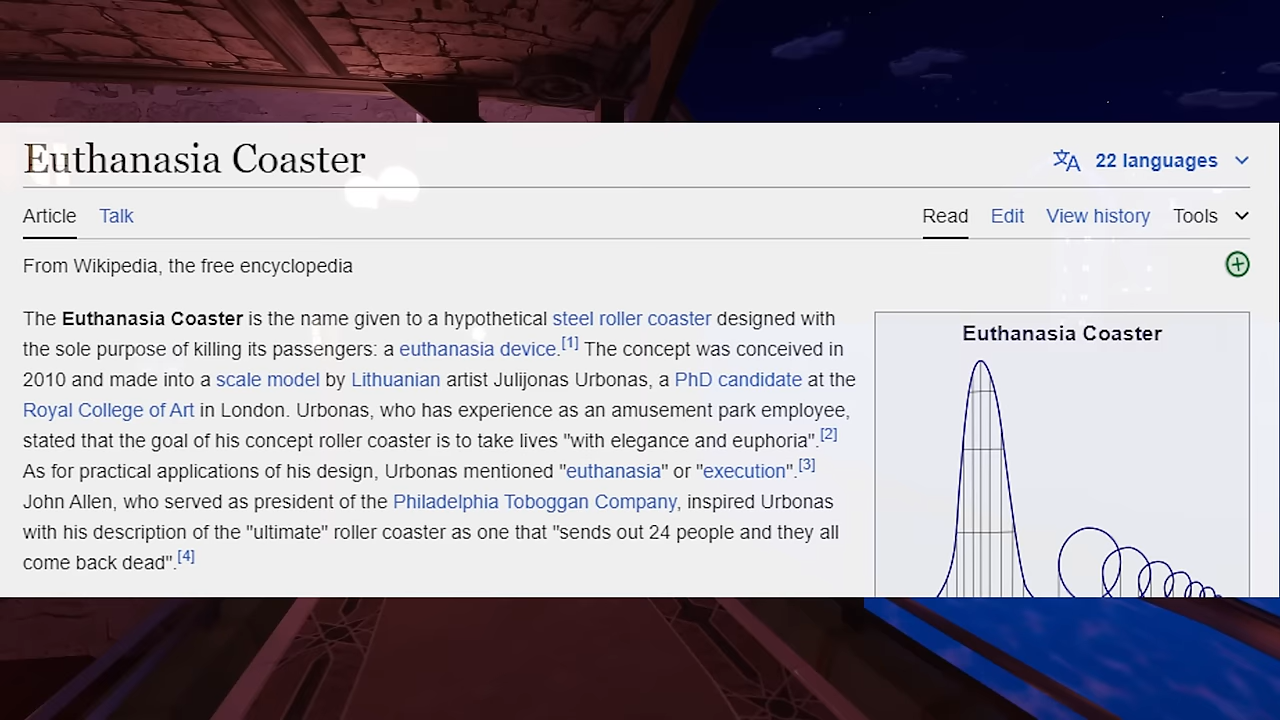 Euthanasia Coaster
22 languages
Article Talk Read Edit View history Tools
From Wikipedia, the free encyclopedia
The Euthanasia Coaster is the name given to a hypothetical steel roller coaster designed with
the sole purpose of killing its passengers: a euthanasia device.[1] The concept was conceived in
2010 and made into a scale model by Lithuanian artist Julijonas Urbonas, a PhD candidate at the
Royal College of Art in London. Urbonas, who has experience as an amusement park employee,
stated that the goal of his concept roller coaster is to take lives "with elegance and euphoria".[2]
As for practical applications of his design, Urbonas mentioned "euthanasia" or "execution".[3]
John Allen, who served as president of the Philadelphia Toboggan Company, inspired Urbonas
with his description of the "ultimate" roller coaster as one that "sends out 24 people and they all
come back dead".[4]
Euthanasia Coaster